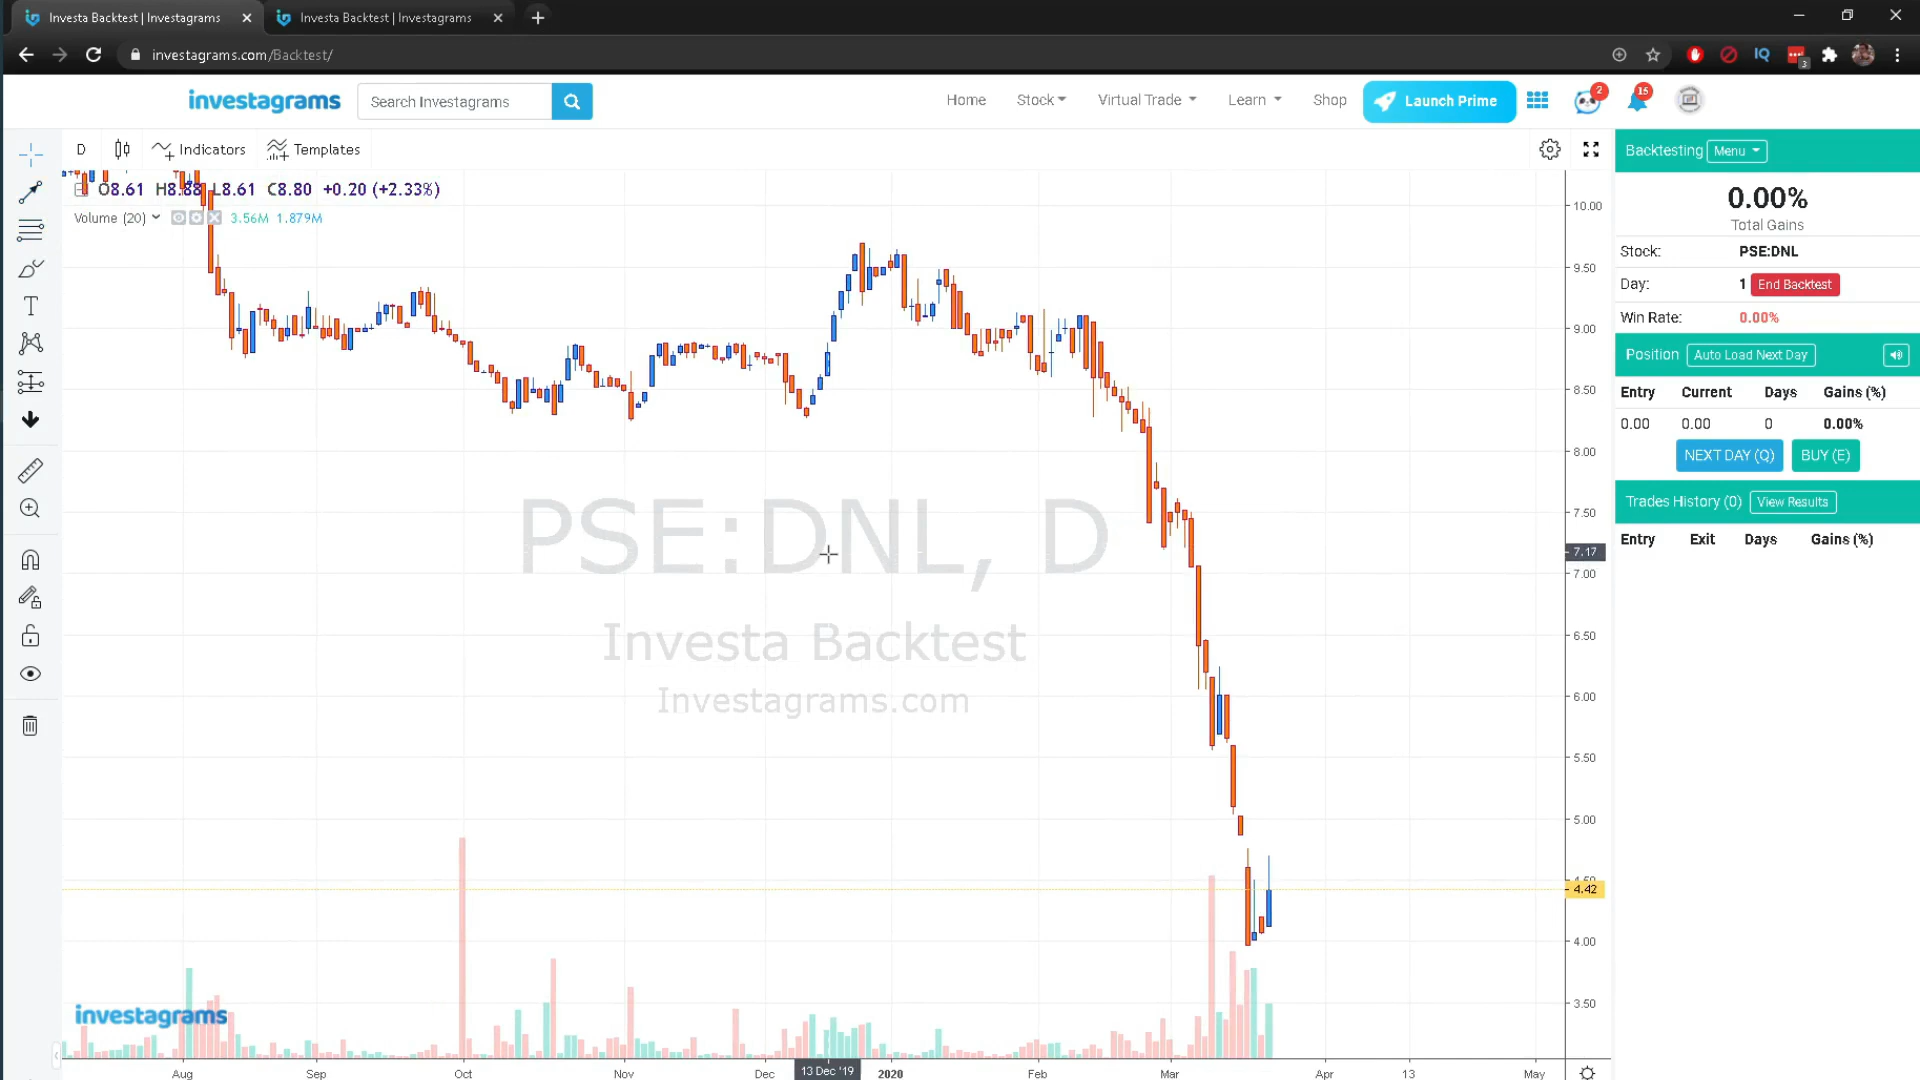 Investa Backtest | Investagrams
Investa Backtest | Investagrams
investagrams.com/Backtest/
3
investagrams
Search Investagrams
Home
Stock
Virtual Trade
Learn
Shop
Launch Prime
2
15
D
Indicators
Templates
O8.61 H8.88 L8.61 C8.80 +0.20 (+2.33%)
Volume (20) 3.56M 1.879M
PSE:DNL, D
Investa Backtest
Investagrams.com
investagrams
10.00
9.50
9.00
8.50
8.00
7.50
7.17
7.00
6.50
6.00
5.50
5.00
4.50
4.42
4.00
3.50
Aug
Sep
Oct
Nov
Dec
13 Dec '19
2020
Feb
Mar
Apr
13
May
Backtesting Menu
0.00%
Total Gains
Stock: PSE:DNL
Day: 1 End Backtest
Win Rate: 0.00%
Position Auto Load Next Day
Entry Current Days Gains (%)
0.00 0.00 0 0.00%
NEXT DAY (Q) BUY (E)
Trades History (0) View Results
Entry Exit Days Gains (%)